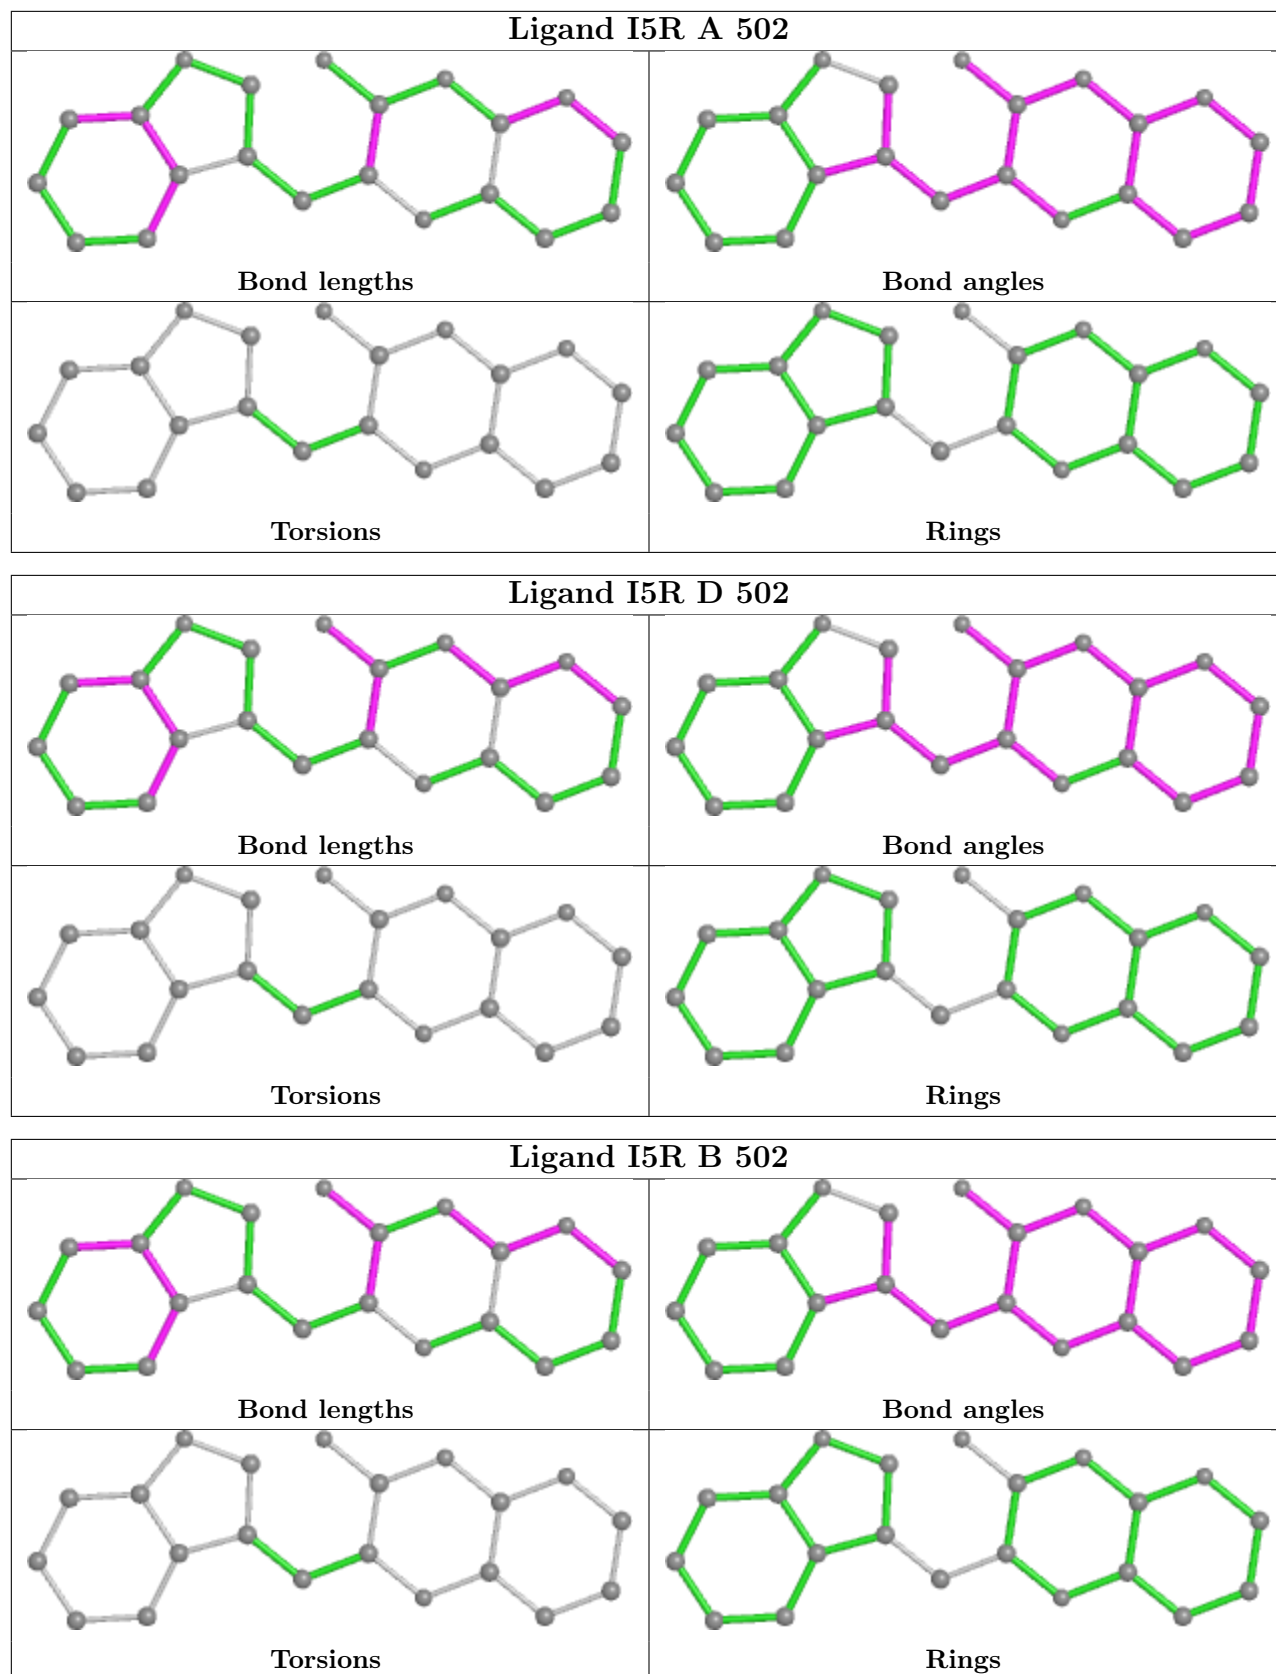 Ligand I5R A 502
Bond lengths
Bond angles
Torsions
Rings
Ligand I5R D 502
Bond lengths
Bond angles
Torsions
Rings
Ligand I5R B 502
Bond lengths
Bond angles
Torsions
Rings